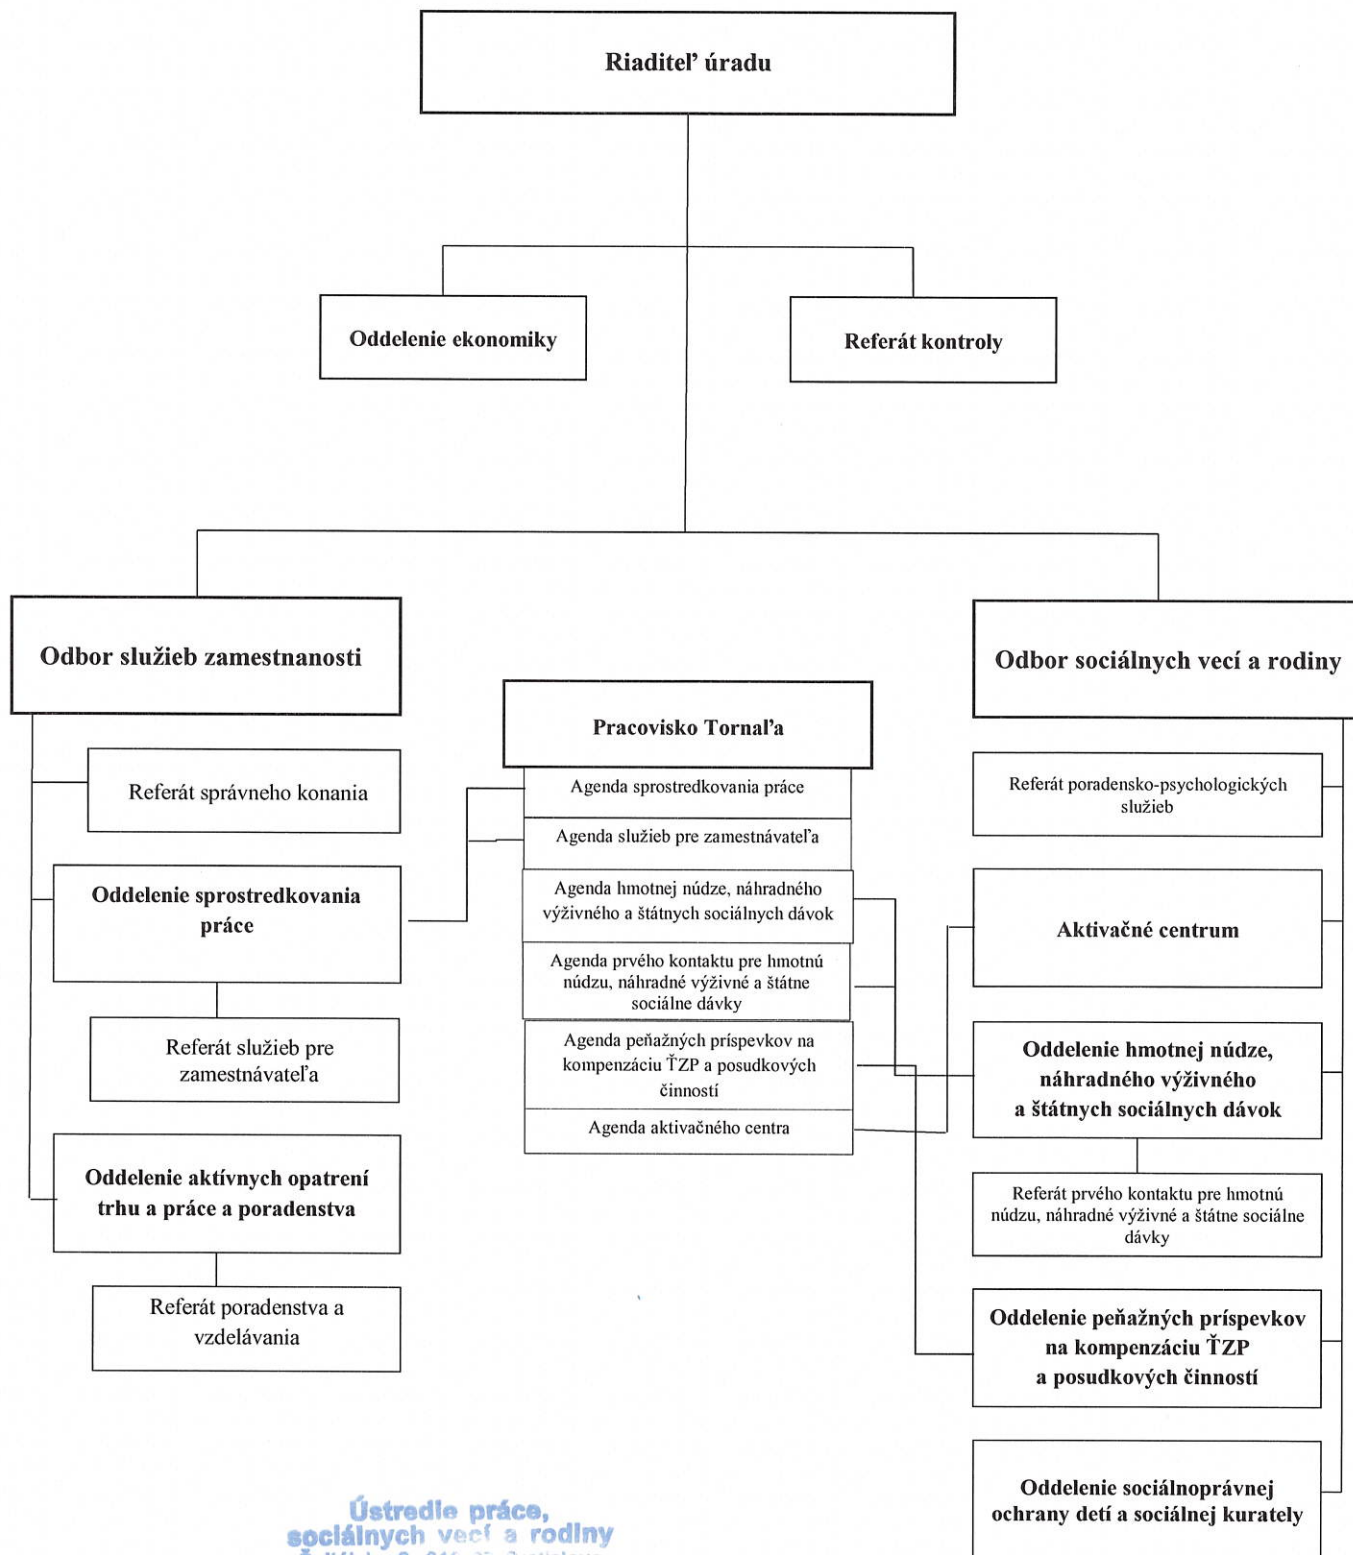 Riaditeľ úradu
Oddelenie ekonomiky
Referát kontroly
Odbor služieb zamestnanosti
Referát správneho konania
Oddelenie sprostredkovania
práce
Referát služieb pre
zamestnávateľa
Oddelenie aktívnych opatrení
trhu a práce a poradenstva
Referát poradenstva a
vzdelávania
Pracovisko Tornaľa
Agenda sprostredkovania práce
Agenda služieb pre zamestnávateľa
Agenda hmotnej núdze, náhradného
výživného a štátnych sociálnych dávok
Agenda prvého kontaktu pre hmotnú
núdzu, náhradné výživné a štátne
sociálne dávky
Agenda peňažných príspevkov na
kompenzáciu ŤZP a posudkových
činností
Agenda aktivačného centra
Odbor sociálnych vecí a rodiny
Referát poradensko-psychologických
služieb
Aktivačné centrum
Oddelenie hmotnej núdze,
náhradného výživného
a štátnych sociálnych dávok
Referát prvého kontaktu pre hmotnú
núdzu, náhradné výživné a štátne sociálne
dávky
Oddelenie peňažných príspevkov
na kompenzáciu ŤZP
a posudkových činností
Oddelenie sociálnoprávnej
ochrany detí a sociálnej kurately
Ústredie práce,
sociálnych vecí a rodiny